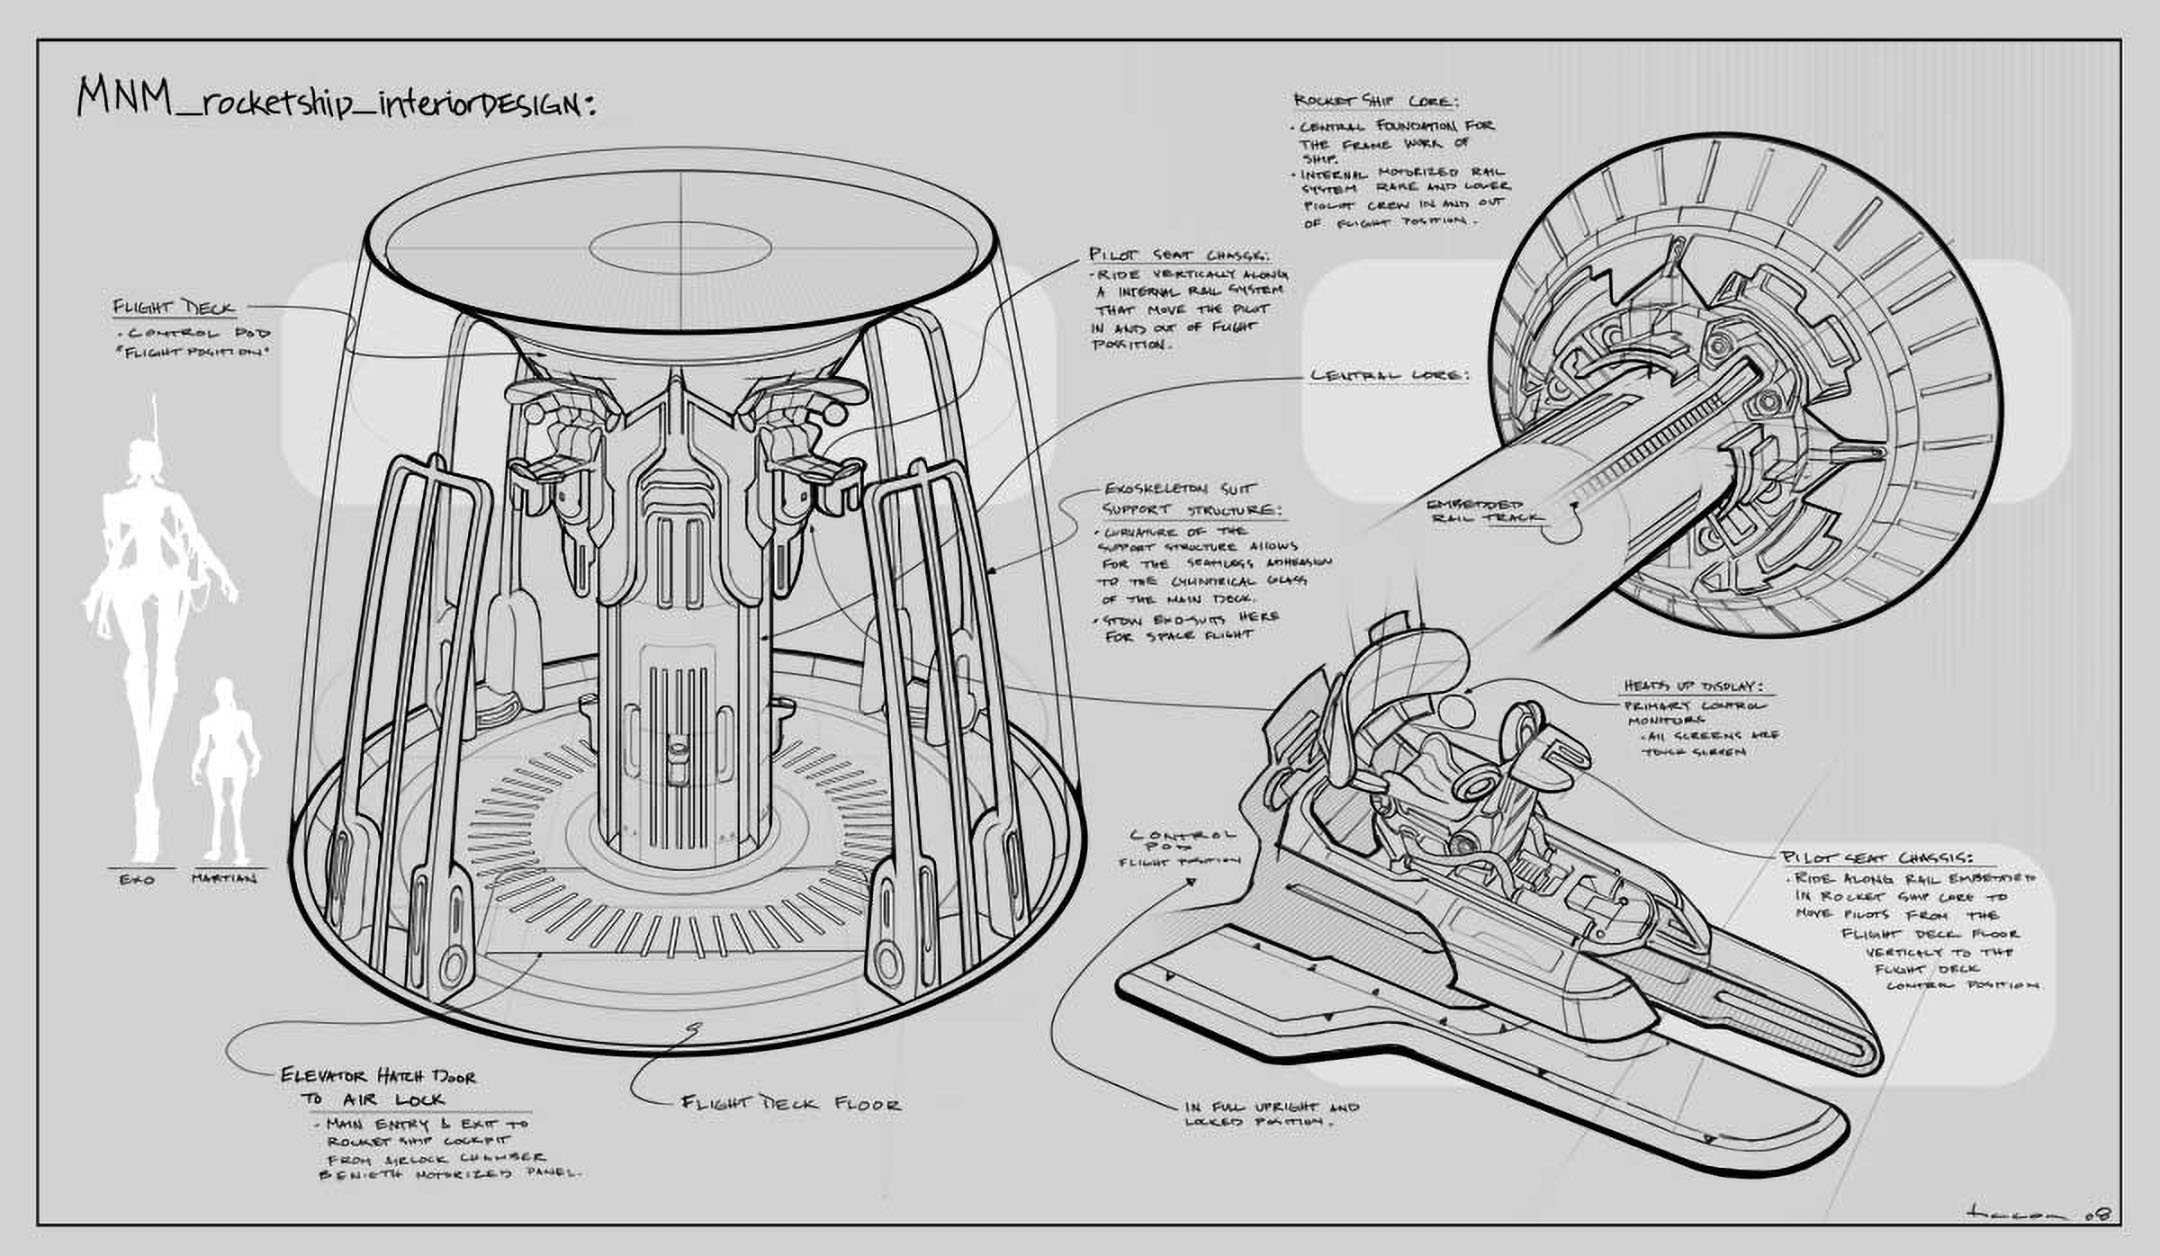 MNM_rocketship_interiorDESIGN:
FLIGHT DECK
· CONTROL POD
"FLIGHT POSITION"
EXO
MARTIAN
ELEVATOR HATCH DOOR
TO AIR LOCK
· MAIN ENTRY & EXIT TO
ROCKET SHIP COCKPIT
FROM AIRLOCK CHAMBER
BENIETH MOTORIZED PANEL.
FLIGHT DECK FLOOR
PILOT SEAT CHASSIS:
· RIDE VERTICALLY ALONG
A INTERNAL RAIL SYSTEM
THAT MOVE THE PILOT
IN AND OUT OF FLIGHT
POSSITION.
CENTRAL CORE:
EXOSKELETON SUIT
SUPPORT STRUCTURE:
· CURVATURE OF THE
SUPPORT STRUCTURE ALLOWS
FOR THE SEAMLESS ADHEASION
TO THE CYLINDRICAL GLASS
OF THE MAIN DECK.
· STOW EXO-SUITS HERE
FOR SPACE FLIGHT
ROCKET SHIP CORE:
· CENTRAL FOUNDATION FOR
THE FRAME WORK OF
SHIP.
· INTERNAL MOTORIZED RAIL
SYSTEM RAISE AND LOWER
CREW IN AND OUT
OF FLIGHT POSITION.
EMBEDDED
RAIL TRACK
HEADS UP DISPLAY:
PRIMARY CONTROL
MONITORS
· All SCREENS ARE
TOUCH SCREEN
CONTROL
POD
FLIGHT POSITION
IN FULL UPRIGHT AND
LOCKED POSITION.
PILOT SEAT CHASSIS:
· RIDE ALONG RAIL EMBEDDED
IN ROCKET SHIP CORE TO
MOVE PILOTS FROM THE
FLIGHT DECK FLOOR
VERTICALY TO THE
FLIGHT DECK
CONTROL POSITION.
08